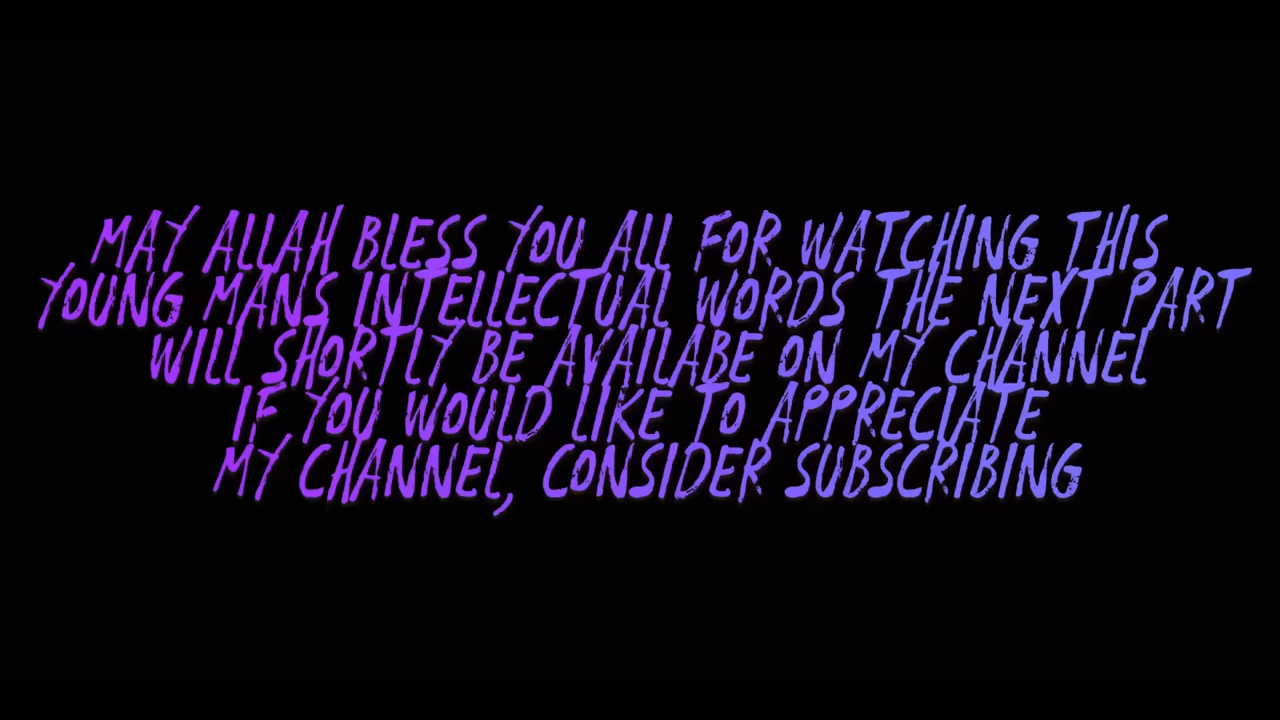 MAY ALLAH BLESS YOU ALL FOR WATCHING THIS
YOUNG MANS INTELLECTUAL WORDS THE NEXT PART
WILL SHORTLY BE AVAILABE ON MY CHANNEL
IF YOU WOULD LIKE TO APPRECIATE
MY CHANNEL, CONSIDER SUBSCRIBING